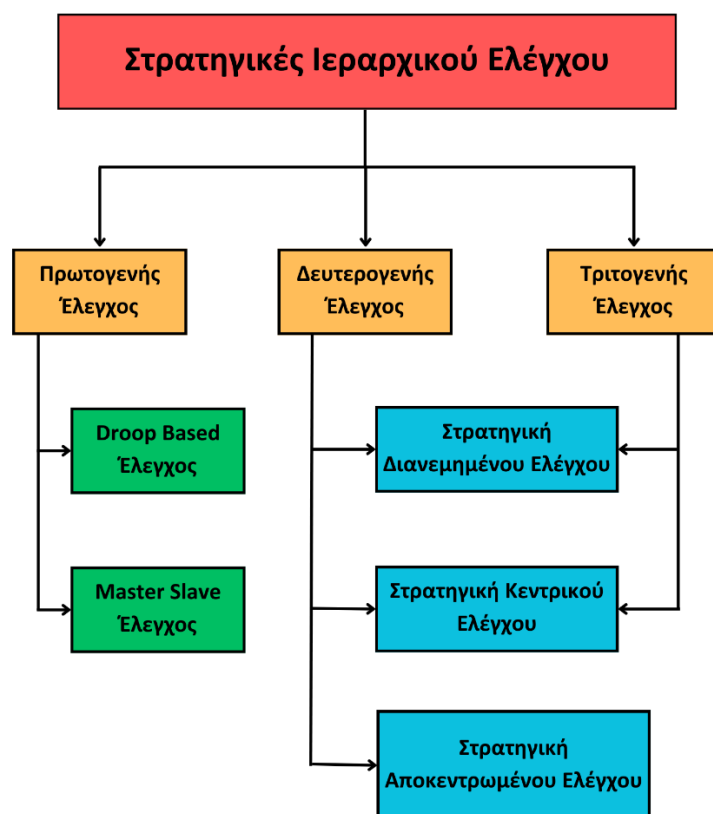 Στρατηγικές Ιεραρχικού Ελέγχου
Πρωτογενής
Έλεγχος
Δευτερογενής
Έλεγχος
Τριτογενής
Έλεγχος
Droop Based
Έλεγχος
Στρατηγική
Διανεμημένου Ελέγχου
Master Slave
Έλεγχος
Στρατηγική Κεντρικού
Ελέγχου
Στρατηγική
Αποκεντρωμένου Ελέγχου